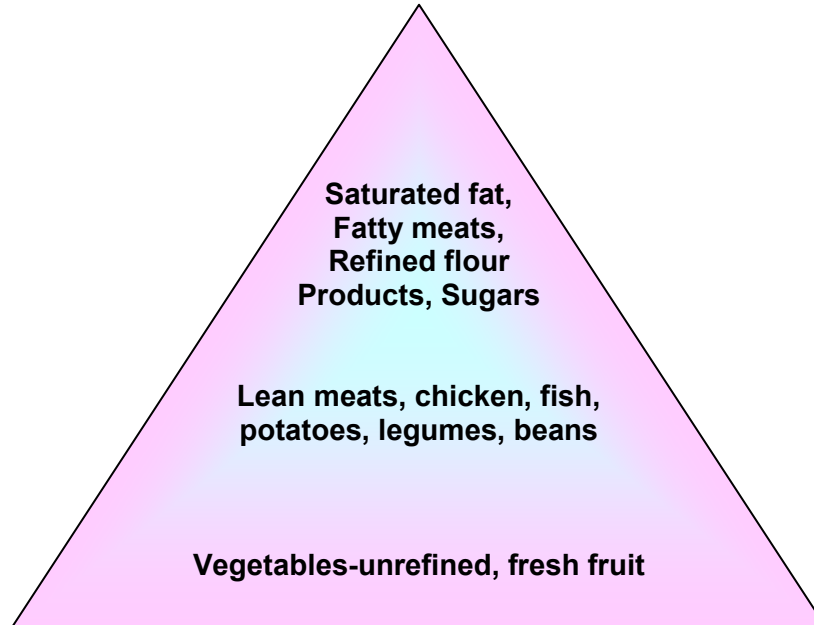 Saturated fat,
Fatty meats,
Refined flour
Products, Sugars
Lean meats, chicken, fish,
potatoes, legumes, beans
Vegetables-unrefined, fresh fruit